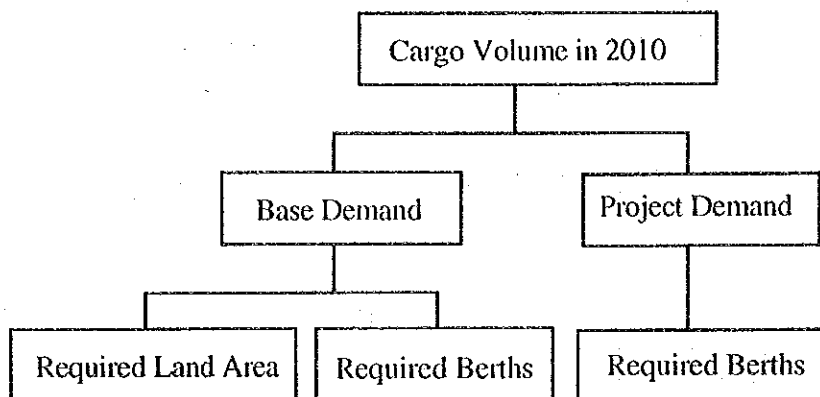 Cargo Volume in 2010
Base Demand
Project Demand
Required Land Area
Required Berths
Required Berths